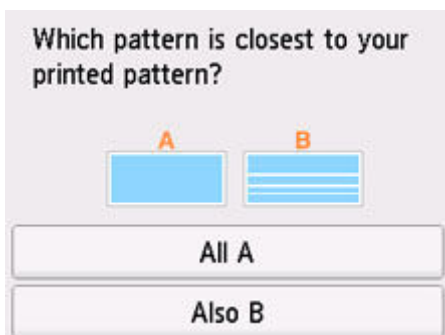 Which pattern is closest to your
printed pattern?
A B
All A
Also B